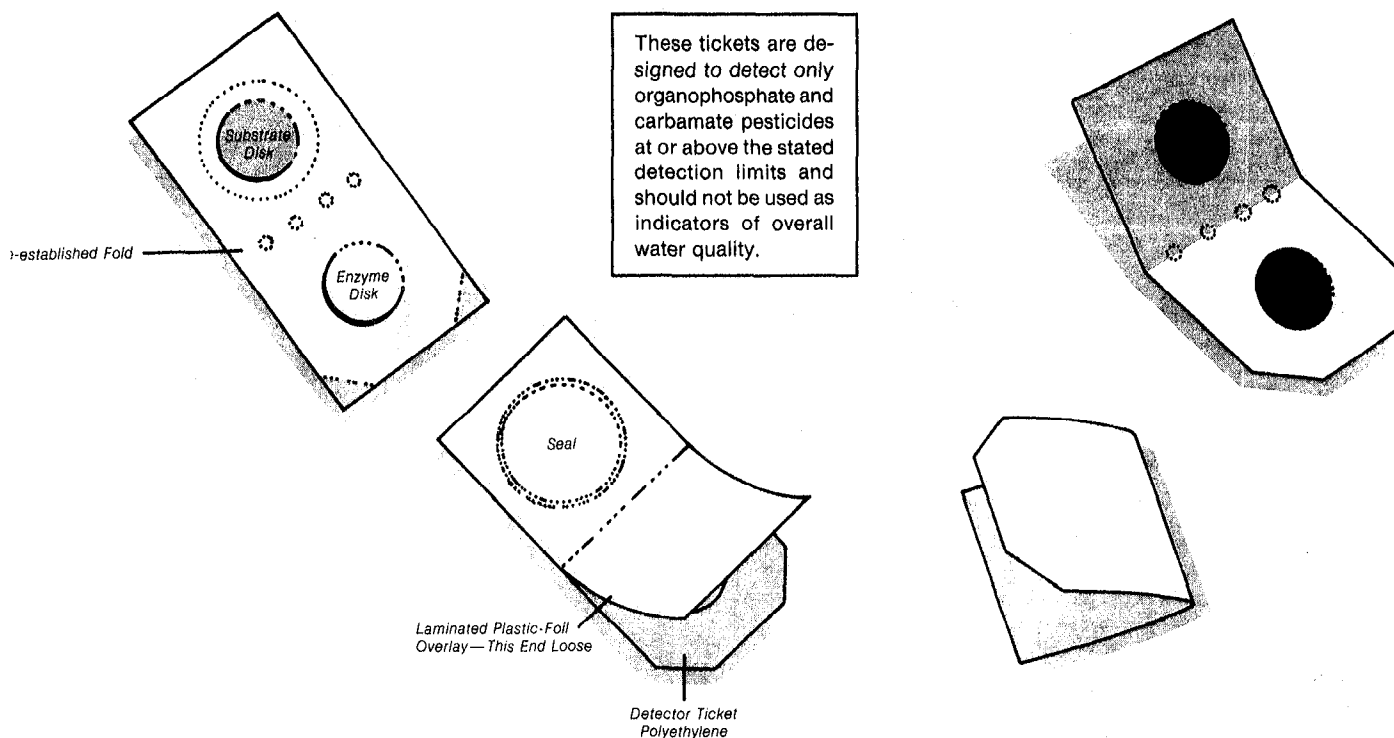 Substrate
Disk
-established Fold
Enzyme
Disk
These tickets are de-
signed to detect only
organophosphate and
carbamate pesticides
at or above the stated
detection limits and
should not be used as
indicators of overall
water quality.
Seal
Laminated Plastic-Foil
Overlay—This End Loose
Detector Ticket
Polyethylene